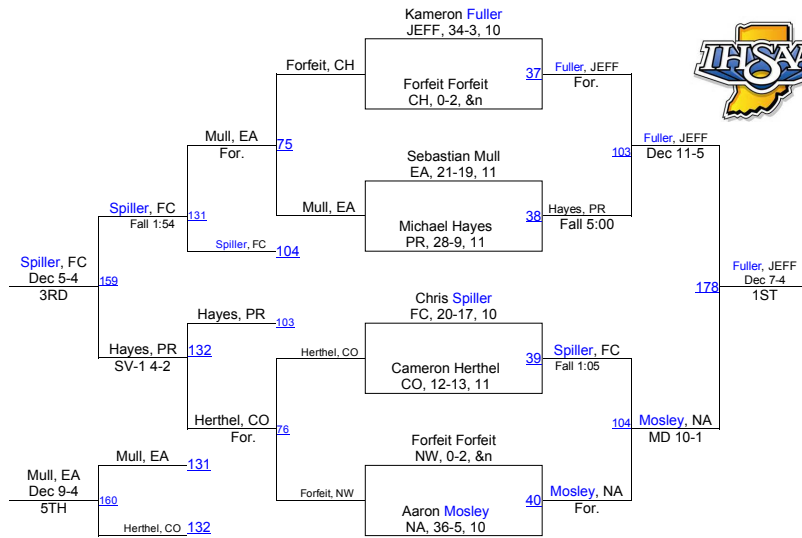 Kameron Fuller
JEFF, 34-3, 10
IHSAA
Forfeit, CH
37
Fuller, JEFF
For.
Forfeit Forfeit
CH, 0-2, &n
Mull, EA
For.
75
103
Fuller, JEFF
Dec 11-5
Sebastian Mull
EA, 21-19, 11
Mull, EA
38
Hayes, PR
Fall 5:00
Spiller, FC
Fall 1:54
131
Michael Hayes
PR, 28-9, 11
Spiller, FC
104
Spiller, FC
Dec 5-4
3RD
159
178
Fuller, JEFF
Dec 7-4
1ST
Chris Spiller
FC, 20-17, 10
Hayes, PR
103
Hayes, PR
SV-1 4-2
132
Herthel, CO
39
Spiller, FC
Fall 1:05
Cameron Herthel
CO, 12-13, 11
Herthel, CO
For.
76
104
Mosley, NA
MD 10-1
Forfeit Forfeit
NW, 0-2, &n
Mull, EA
131
Mull, EA
Dec 9-4
5TH
160
Forfeit, NW
40
Mosley, NA
For.
Aaron Mosley
NA, 36-5, 10
Herthel, CO
132